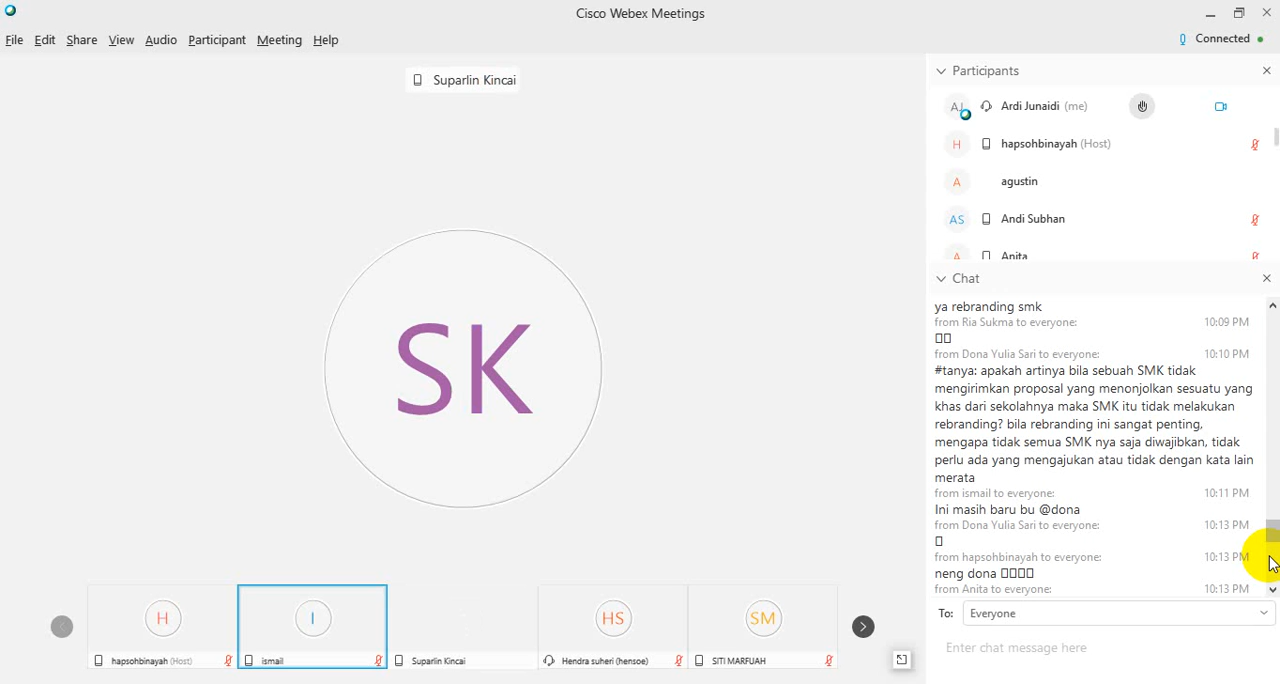 Cisco Webex Meetings
File Edit Share View Audio Participant Meeting Help
Connected
Suparlin Kincai
SK
H
hapsohbinayah (Host)
I
ismail
Suparlin Kincai
HS
Hendra suheri (hensoe)
SM
SITI MARFUAH
Participants
AJ Ardi Junaidi (me)
H hapsohbinayah (Host)
A agustin
AS Andi Subhan
A Anita
Chat
ya rebranding smk
from Ria Sukma to everyone: 10:09 PM
from Dona Yulia Sari to everyone: 10:10 PM
#tanya: apakah artinya bila sebuah SMK tidak
mengirimkan proposal yang menonjolkan sesuatu yang
khas dari sekolahnya maka SMK itu tidak melakukan
rebranding? bila rebranding ini sangat penting,
mengapa tidak semua SMK nya saja diwajibkan, tidak
perlu ada yang mengajukan atau tidak dengan kata lain
merata
from ismail to everyone: 10:11 PM
Ini masih baru bu @dona
from Dona Yulia Sari to everyone: 10:13 PM
from hapsohbinayah to everyone: 10:13 PM
neng dona
from Anita to everyone: 10:13 PM
To: Everyone
Enter chat message here